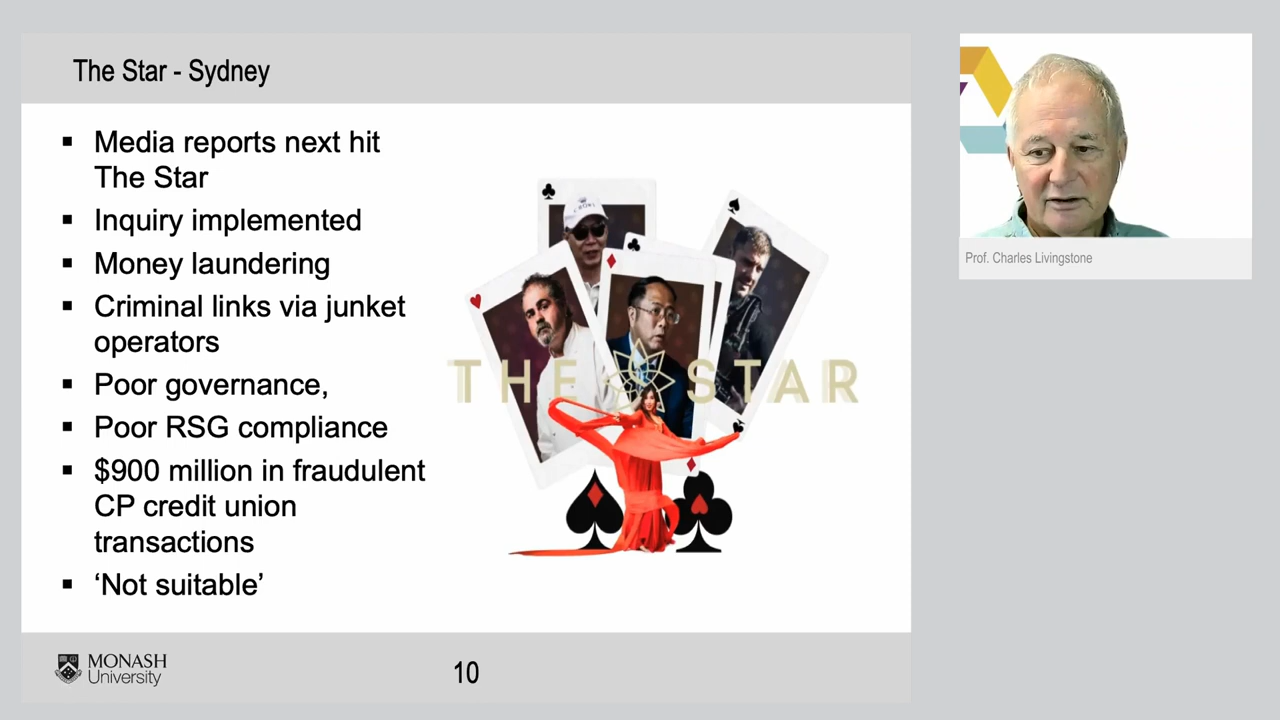 The Star - Sydney
▪ Media reports next hit
The Star
▪ Inquiry implemented
▪ Money laundering
▪ Criminal links via junket
operators
▪ Poor governance,
▪ Poor RSG compliance
▪ $900 million in fraudulent
CP credit union
transactions
▪ ‘Not suitable’
THE STAR
MONASH
University
10
Prof. Charles Livingstone